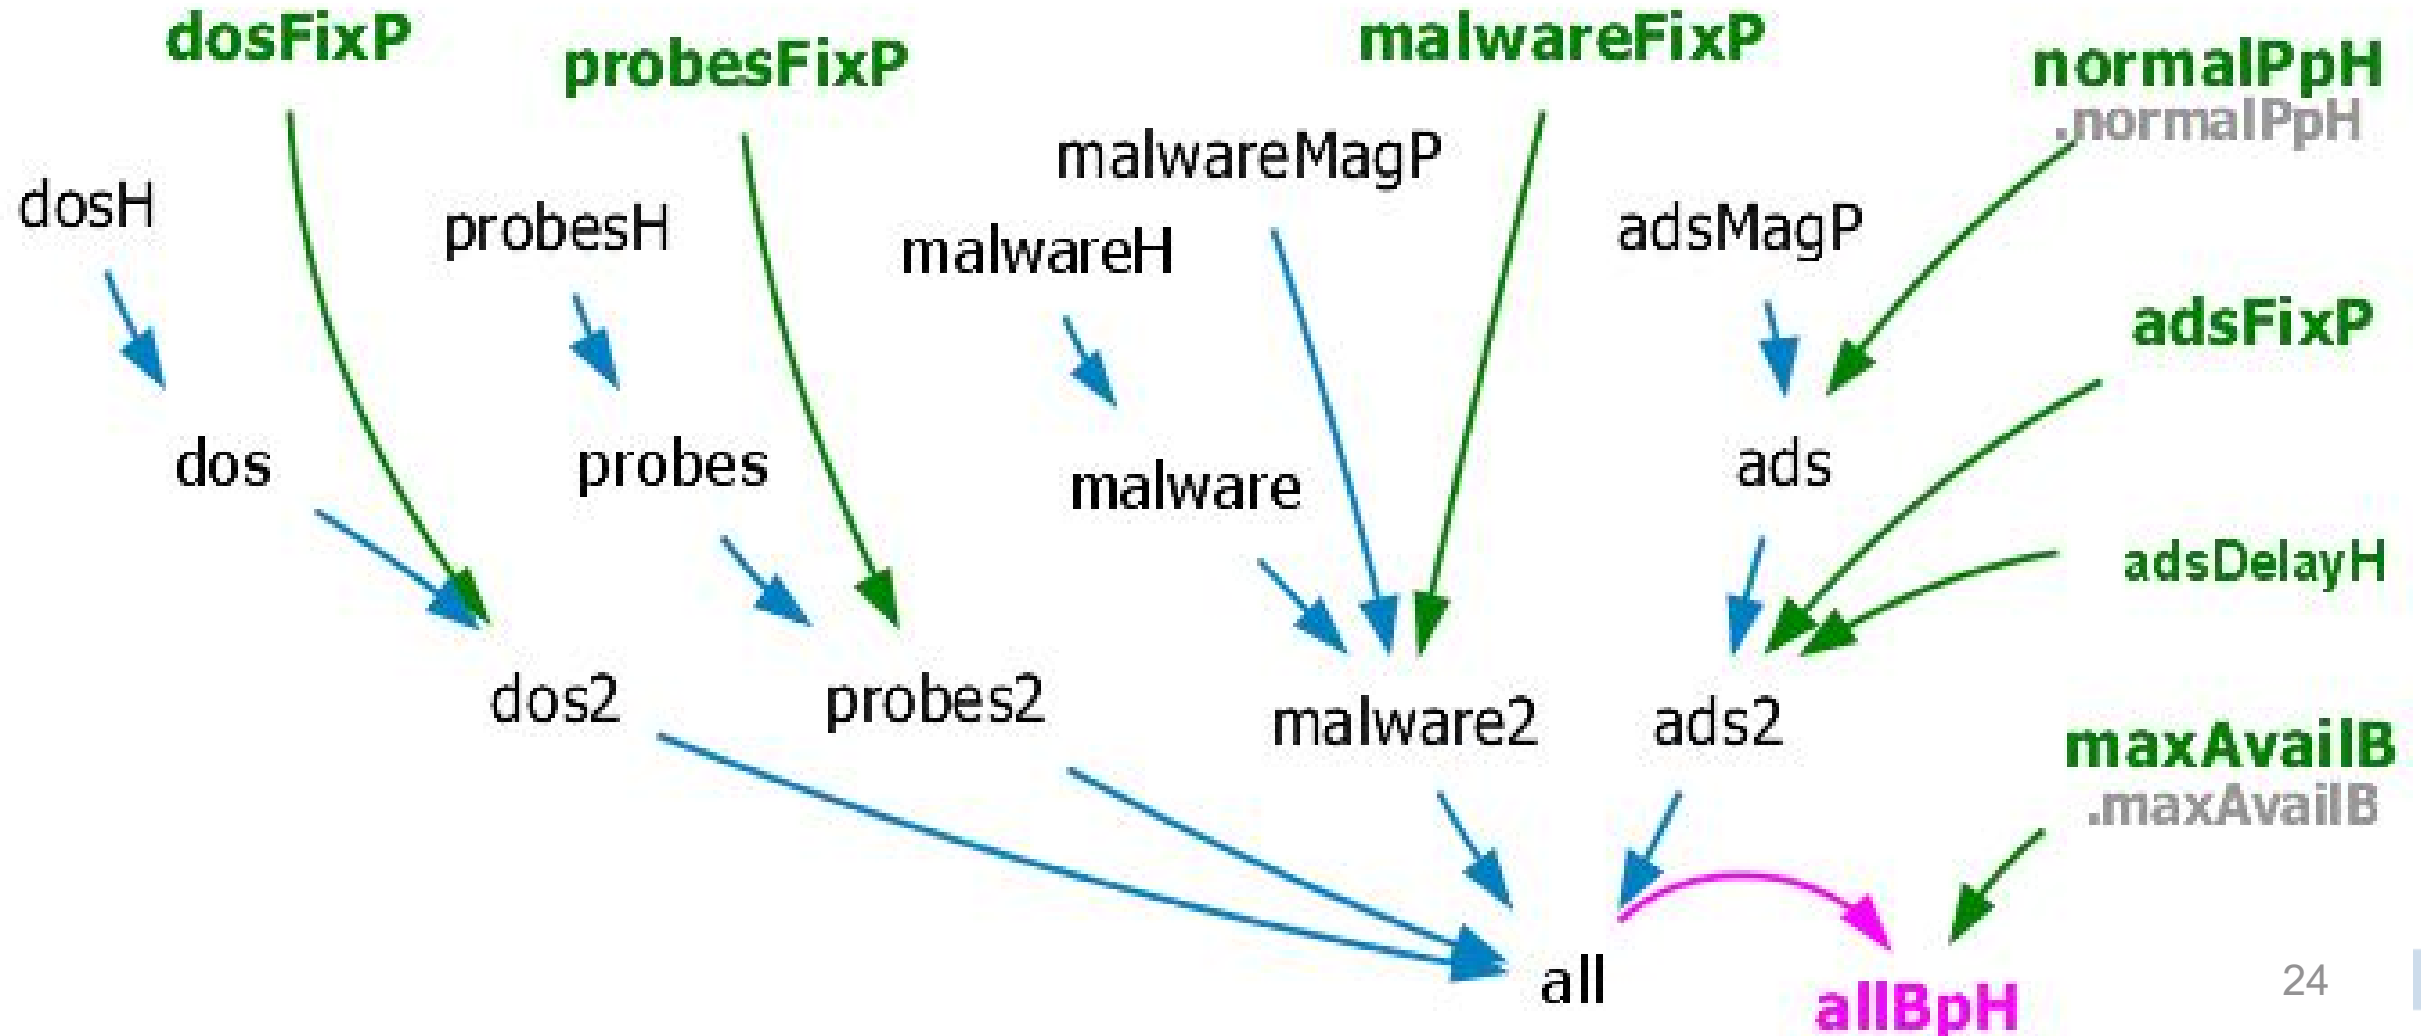 dosFixP
probesFixP
malwareFixP
normalPpH
.normalPpH
malwareMagP
dosH
probesH
malwareH
adsMagP
adsFixP
dos
probes
malware
ads
adsDelayH
dos2
probes2
malware2
ads2
maxAvailB
.maxAvailB
all
allBpH
24